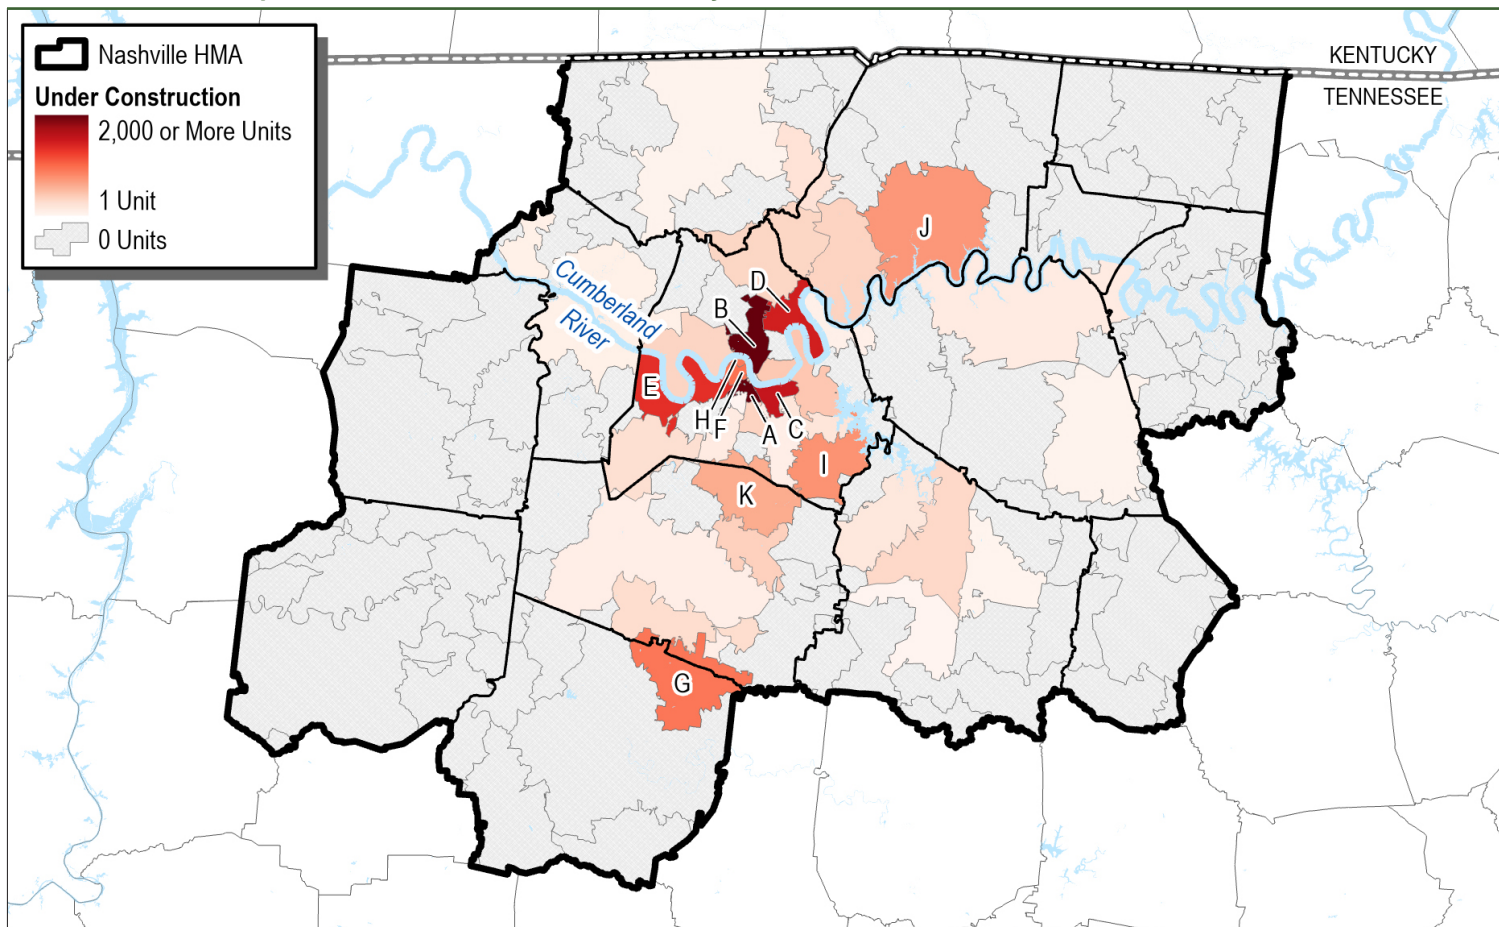 Nashville HMA
Under Construction
2,000 or More Units
1 Unit
0 Units
KENTUCKY
TENNESSEE
Cumberland
River
J
D
B
E
H
F
A
C
I
K
G